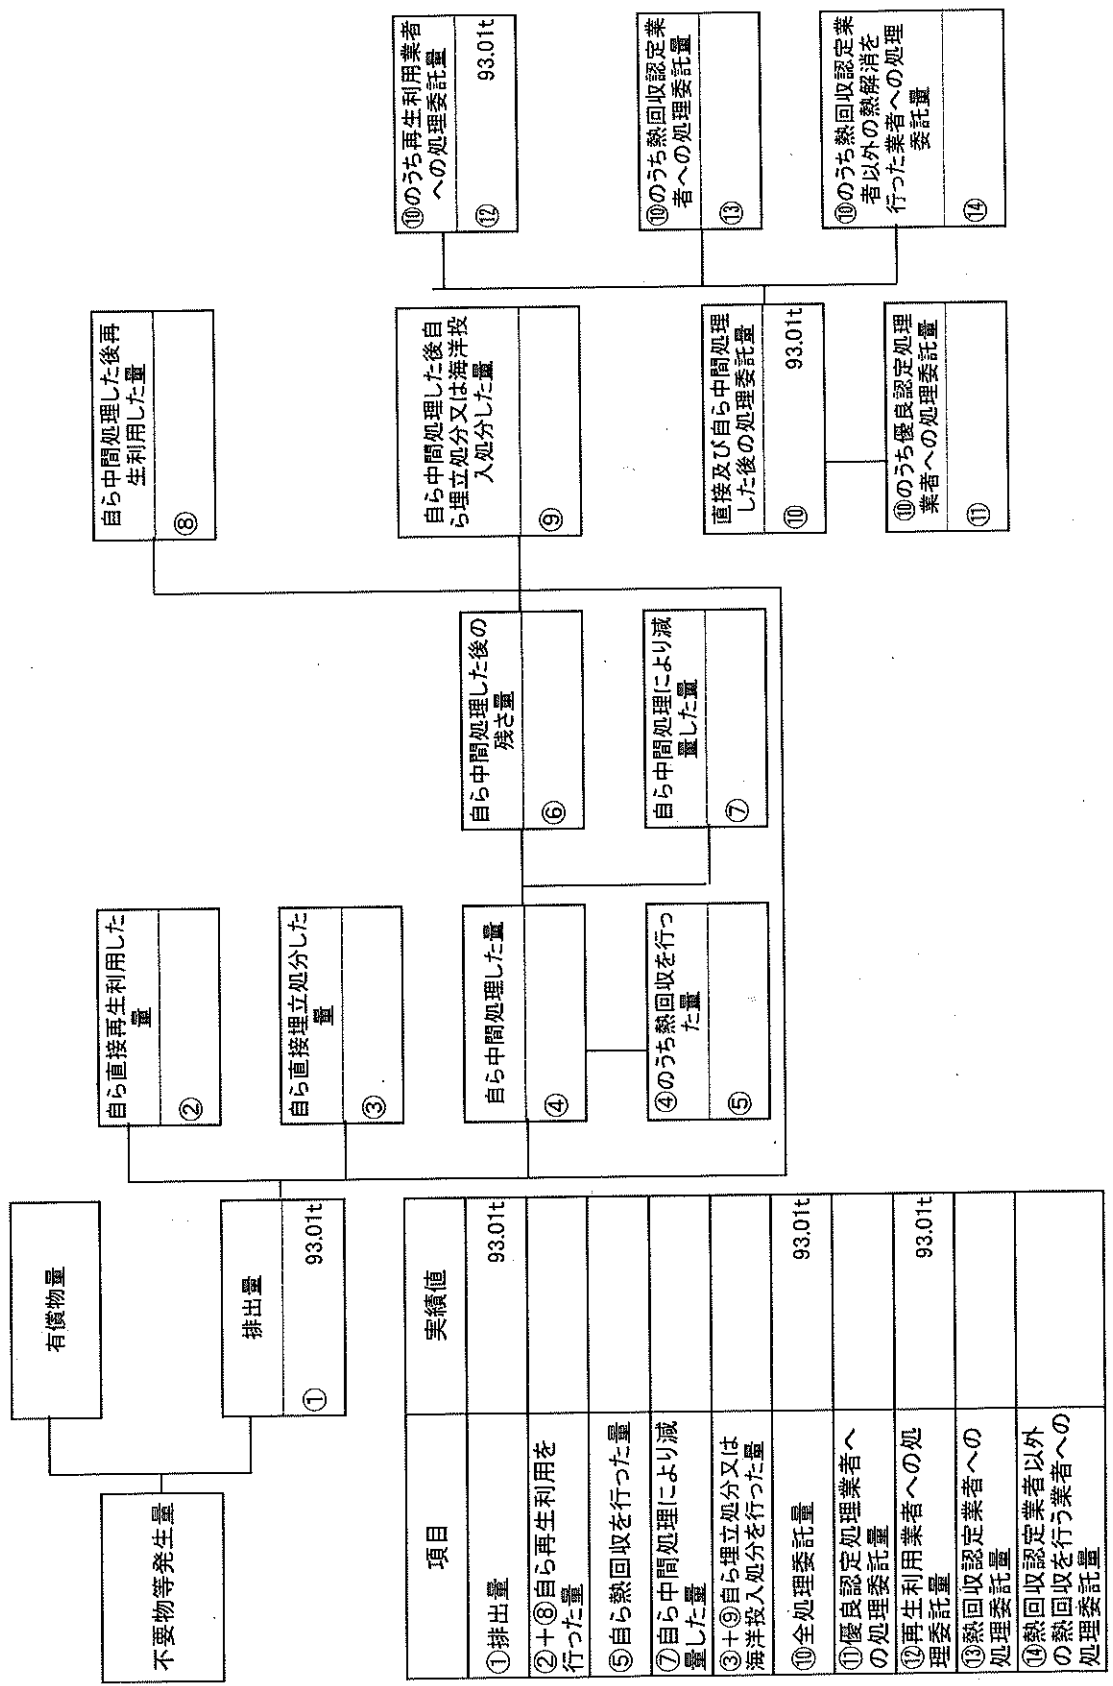 不要物等発生量
有償物量
排出量
① 93.01t
自ら直接再生利用した
量
②
自ら直接埋立処分した
量
③
自ら中間処理した量
④
④のうち熱回収を行っ
た量
⑤
自ら中間処理した後の
残さ量
⑥
自ら中間処理により減
量した量
⑦
自ら中間処理した後再
生利用した量
⑧
自ら中間処理した後自
ら埋立処分又は海洋投
入処分した量
⑨
直接及び自ら中間処理
した後の処理委託量
⑩ 93.01t
⑩のうち優良認定処理
業者への処理委託量
⑪
⑩のうち再生利用業者
への処理委託量
⑫ 93.01t
⑩のうち熱回収認定業
者への処理委託量
⑬
⑩のうち熱回収認定業
者以外の熱解消を
行った業者への処理
委託量
⑭
項目 実績値
①排出量 93.01t
②+⑧自ら再生利用を
行った量
⑤自ら熱回収を行った量
⑦自ら中間処理により減
量した量
③+⑨自ら埋立処分又は
海洋投入処分を行った量
⑩全処理委託量 93.01t
⑪優良認定処理業者へ
の処理委託量
⑫再生利用業者への処
理委託量 93.01t
⑬熱回収認定業者への
処理委託量
⑭熱回収認定業者以外
の熱回収を行う業者への
処理委託量